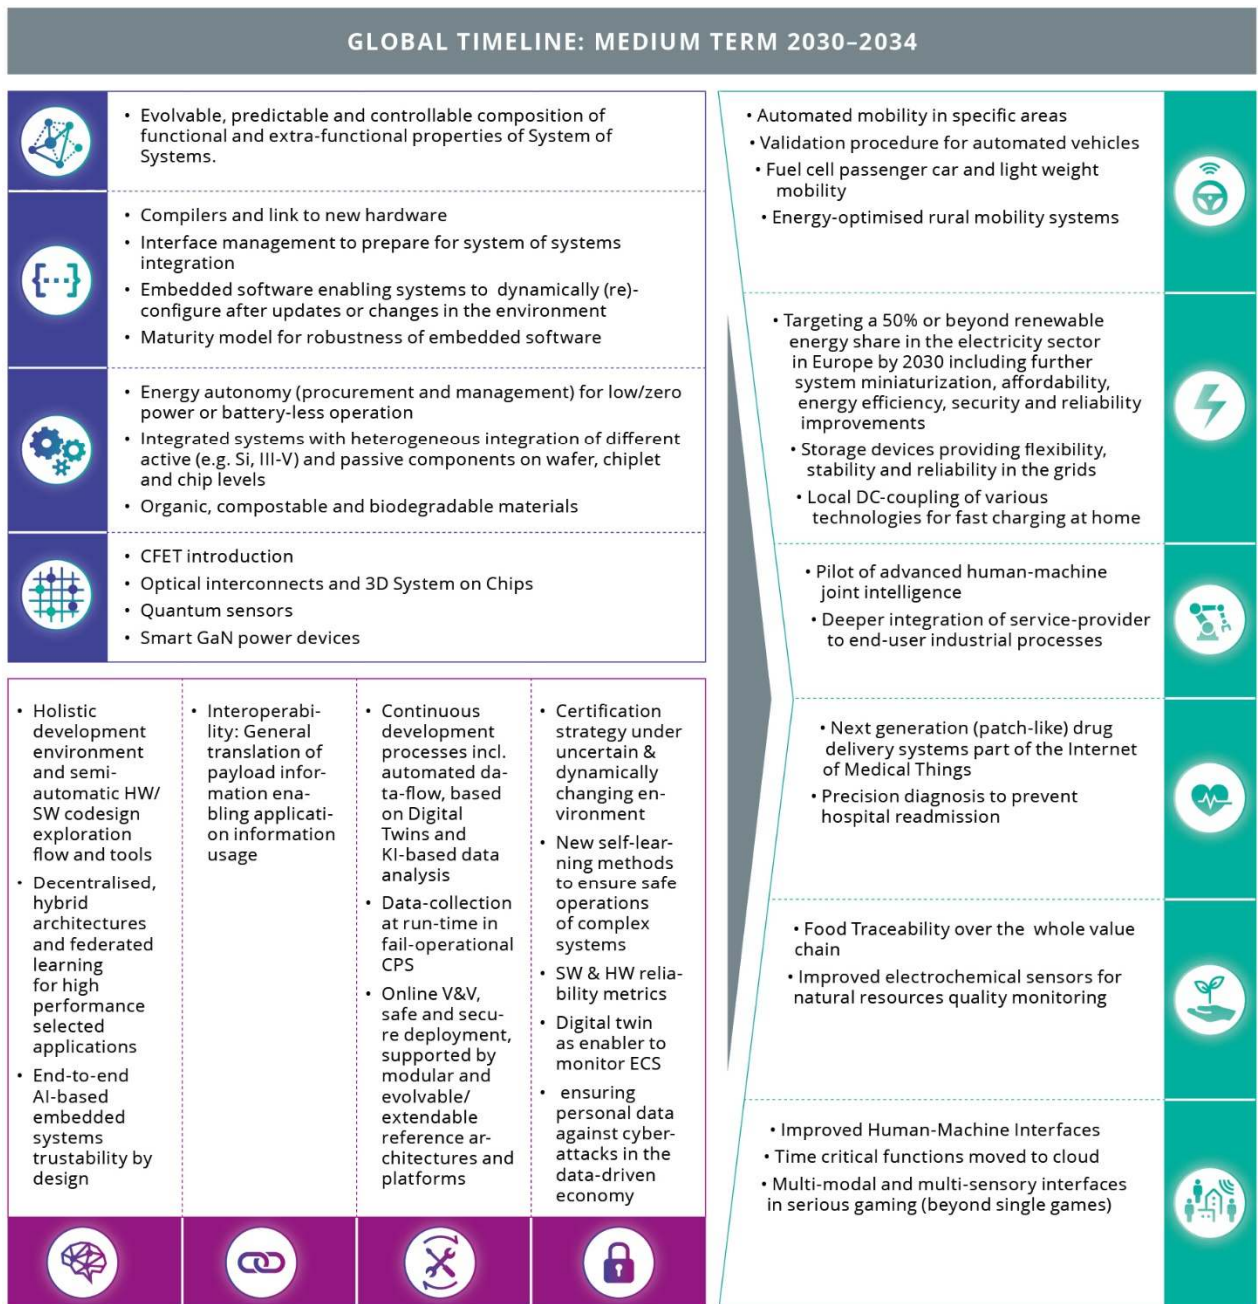 GLOBAL TIMELINE: MEDIUM TERM 2030–2034
• Evolvable, predictable and controllable composition of
functional and extra-functional properties of System of
Systems.
• Compilers and link to new hardware
• Interface management to prepare for system of systems
integration
• Embedded software enabling systems to dynamically (re)-
configure after updates or changes in the environment
• Maturity model for robustness of embedded software
• Energy autonomy (procurement and management) for low/zero
power or battery-less operation
• Integrated systems with heterogeneous integration of different
active (e.g. Si, III-V) and passive components on wafer, chiplet
and chip levels
• Organic, compostable and biodegradable materials
• CFET introduction
• Optical interconnects and 3D System on Chips
• Quantum sensors
• Smart GaN power devices
• Holistic
development
environment
and semi-
automatic HW/
SW codesign
exploration
flow and tools
• Decentralised,
hybrid
architectures
and federated
learning
for high
performance
selected
applications
• End-to-end
AI-based
embedded
systems
trustability by
design
• Interoperabi-
lity: General
translation of
payload infor-
mation ena-
bling applicati-
on information
usage
• Continuous
development
processes incl.
automated da-
ta-flow, based
on Digital
Twins and
KI-based data
analysis
• Data-collection
at run-time in
fail-operational
CPS
• Online V&V,
safe and secu-
re deployment,
supported by
modular and
evolvable/
extendable
reference ar-
chitectures and
platforms
• Certification
strategy under
uncertain &
dynamically
changing en-
vironment
• New self-lear-
ning methods
to ensure safe
operations
of complex
systems
• SW & HW relia-
bility metrics
• Digital twin
as enabler to
monitor ECS
• ensuring
personal data
against cyber-
attacks in the
data-driven
economy
• Automated mobility in specific areas
• Validation procedure for automated vehicles
• Fuel cell passenger car and light weight
mobility
• Energy-optimised rural mobility systems
• Targeting a 50% or beyond renewable
energy share in the electricity sector
in Europe by 2030 including further
system miniaturization, affordability,
energy efficiency, security and reliability
improvements
• Storage devices providing flexibility,
stability and reliability in the grids
• Local DC-coupling of various
technologies for fast charging at home
• Pilot of advanced human-machine
joint intelligence
• Deeper integration of service-provider
to end-user industrial processes
• Next generation (patch-like) drug
delivery systems part of the Internet
of Medical Things
• Precision diagnosis to prevent
hospital readmission
• Food Traceability over the whole value
chain
• Improved electrochemical sensors for
natural resources quality monitoring
• Improved Human-Machine Interfaces
• Time critical functions moved to cloud
• Multi-modal and multi-sensory interfaces
in serious gaming (beyond single games)